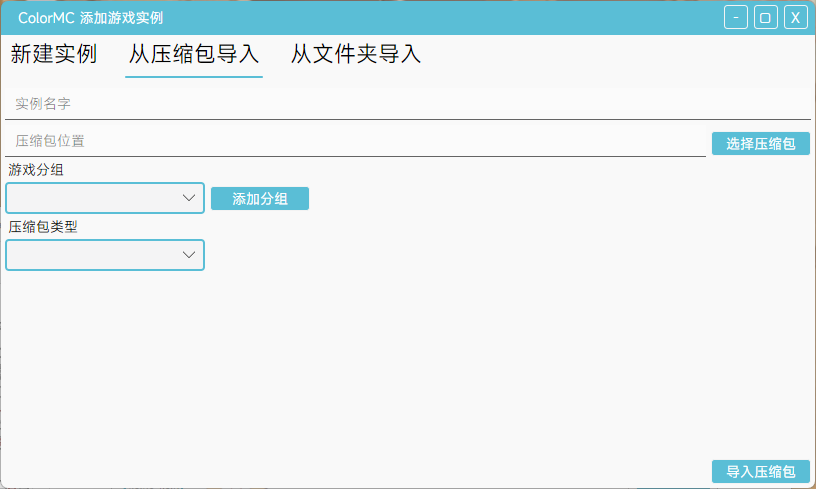 ColorMC 添加游戏实例
新建实例 从压缩包导入 从文件夹导入
实例名字
压缩包位置 选择压缩包
游戏分组
添加分组
压缩包类型
导入压缩包